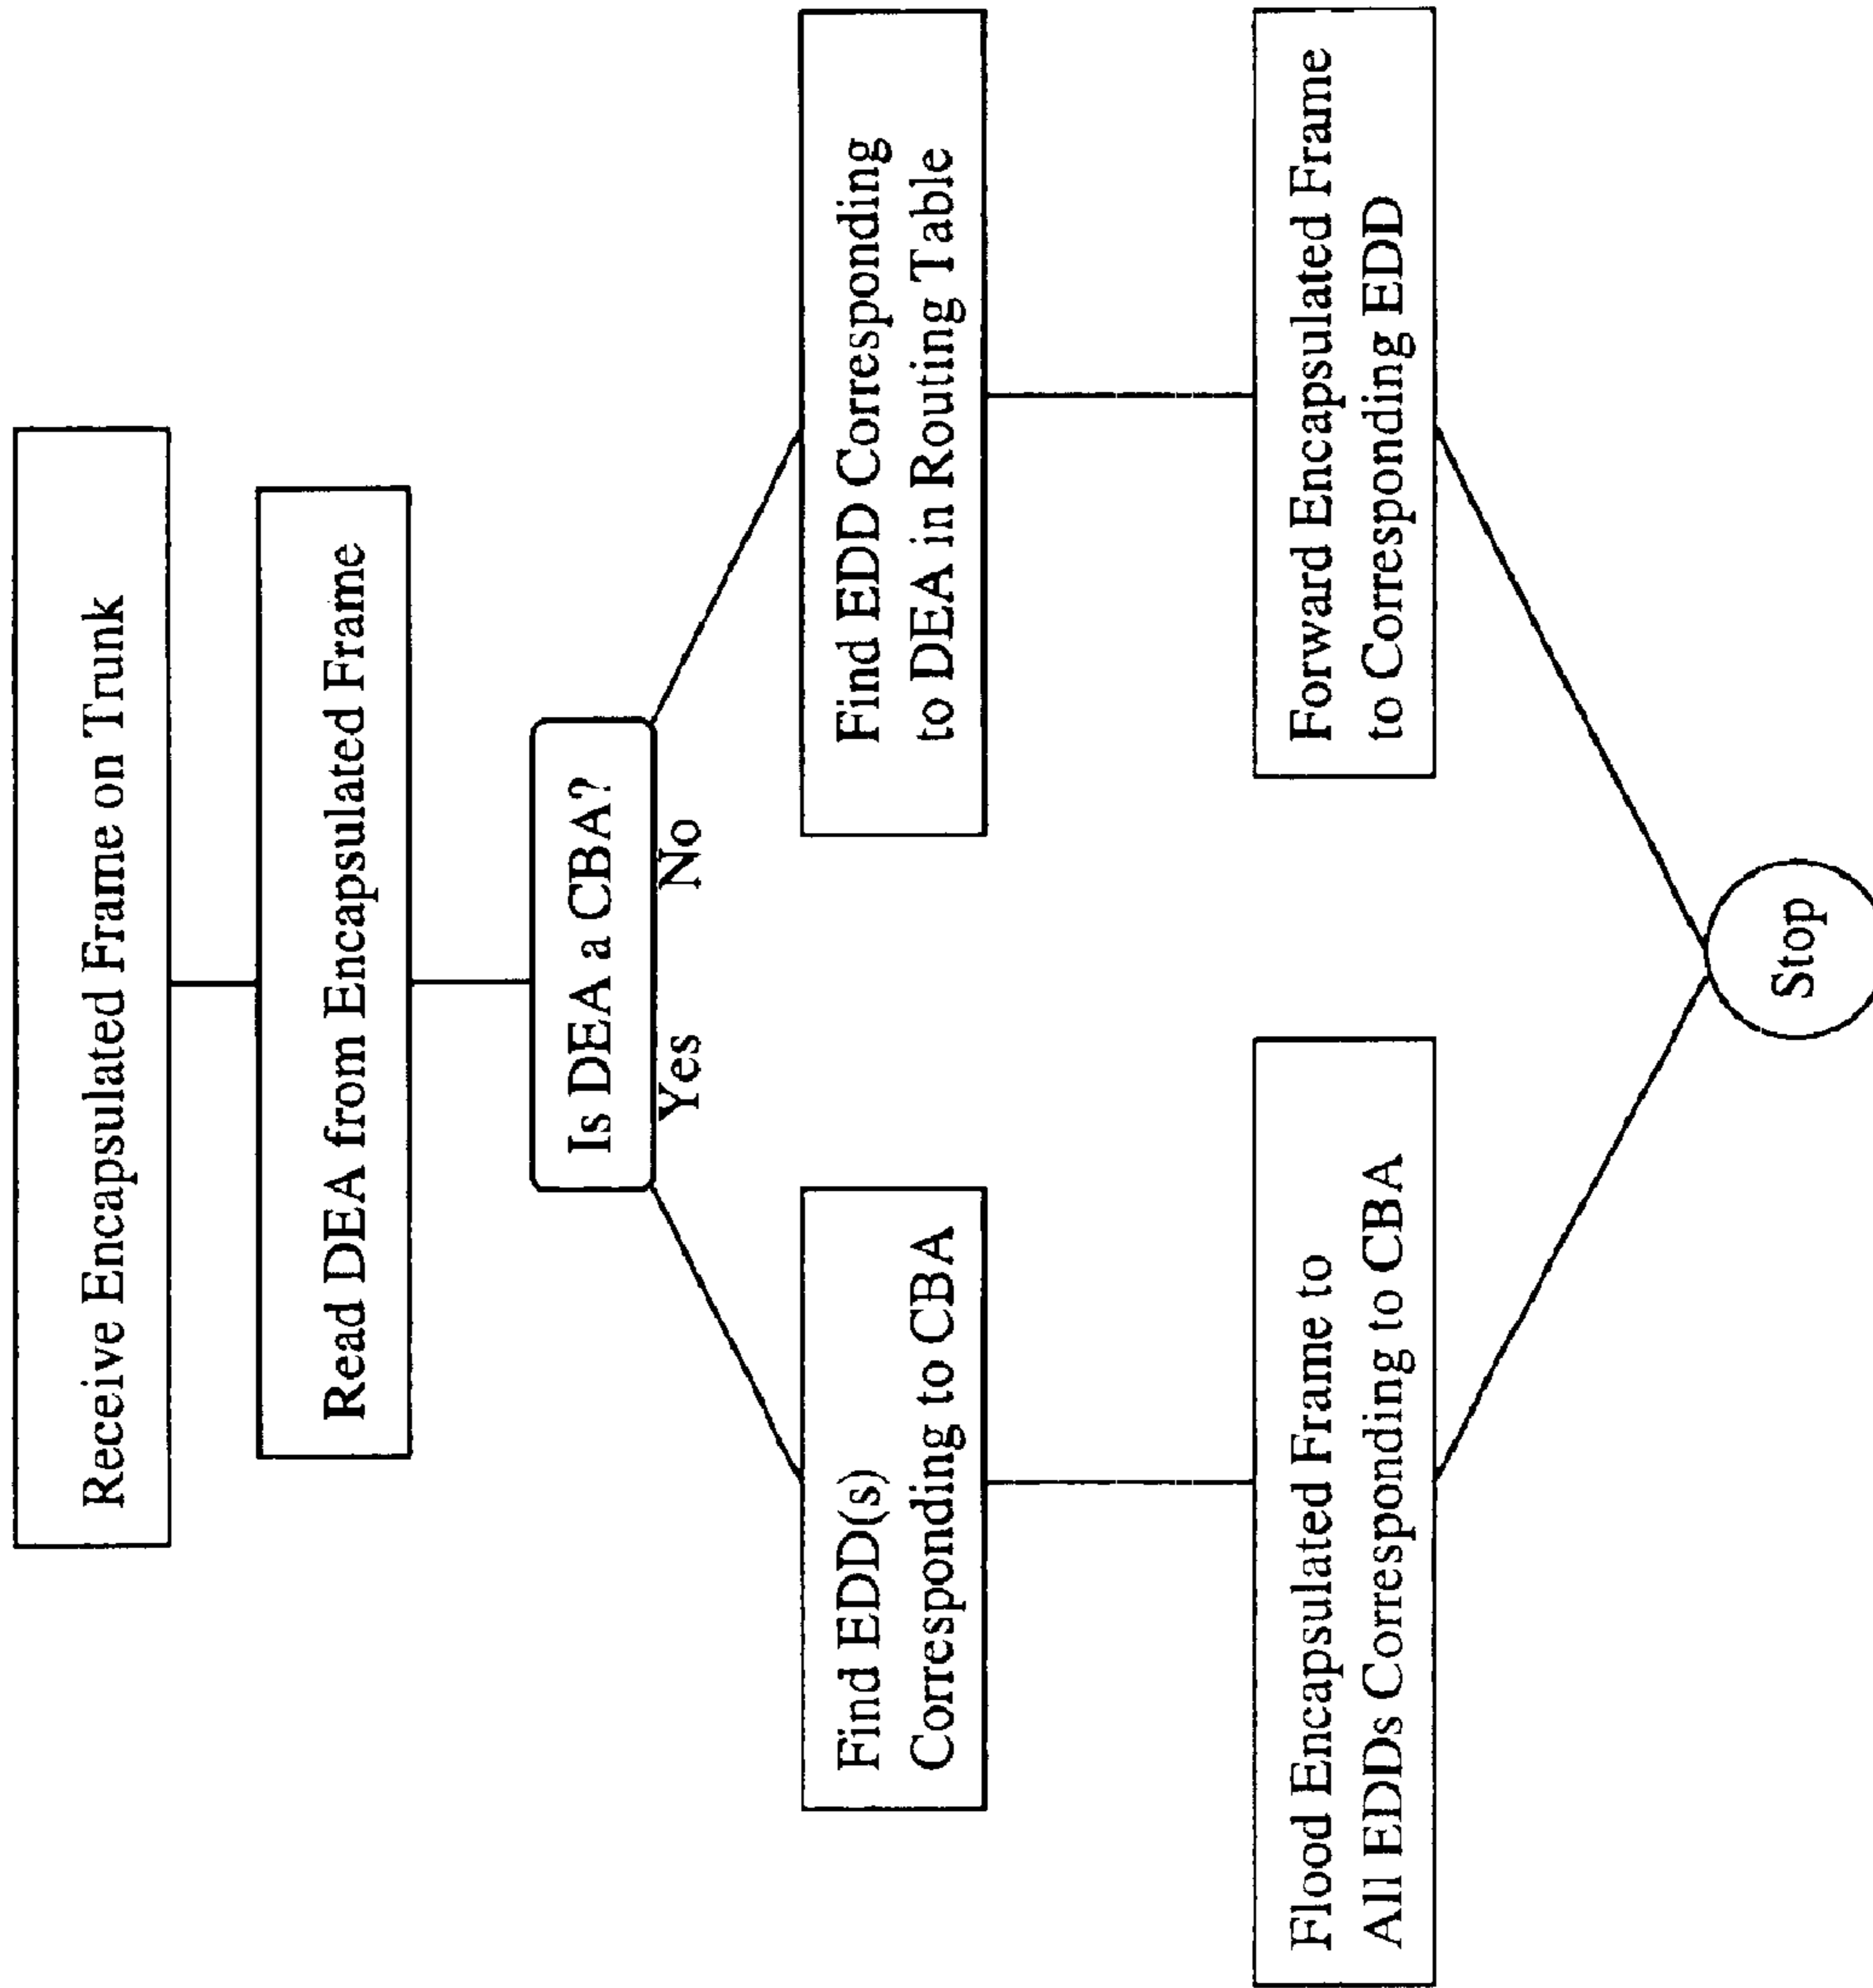 Receive Encapsulated Frame on Trunk
Read DEA from Encapsulated Frame
Is DEA a CBA?
Yes
No
Find EDD(s)
Corresponding to CBA
Find EDD Corresponding
to DEA in Routing Table
Flood Encapsulated Frame to
All EDDs Corresponding to CBA
Forward Encapsulated Frame
to Corresponding EDD
Stop